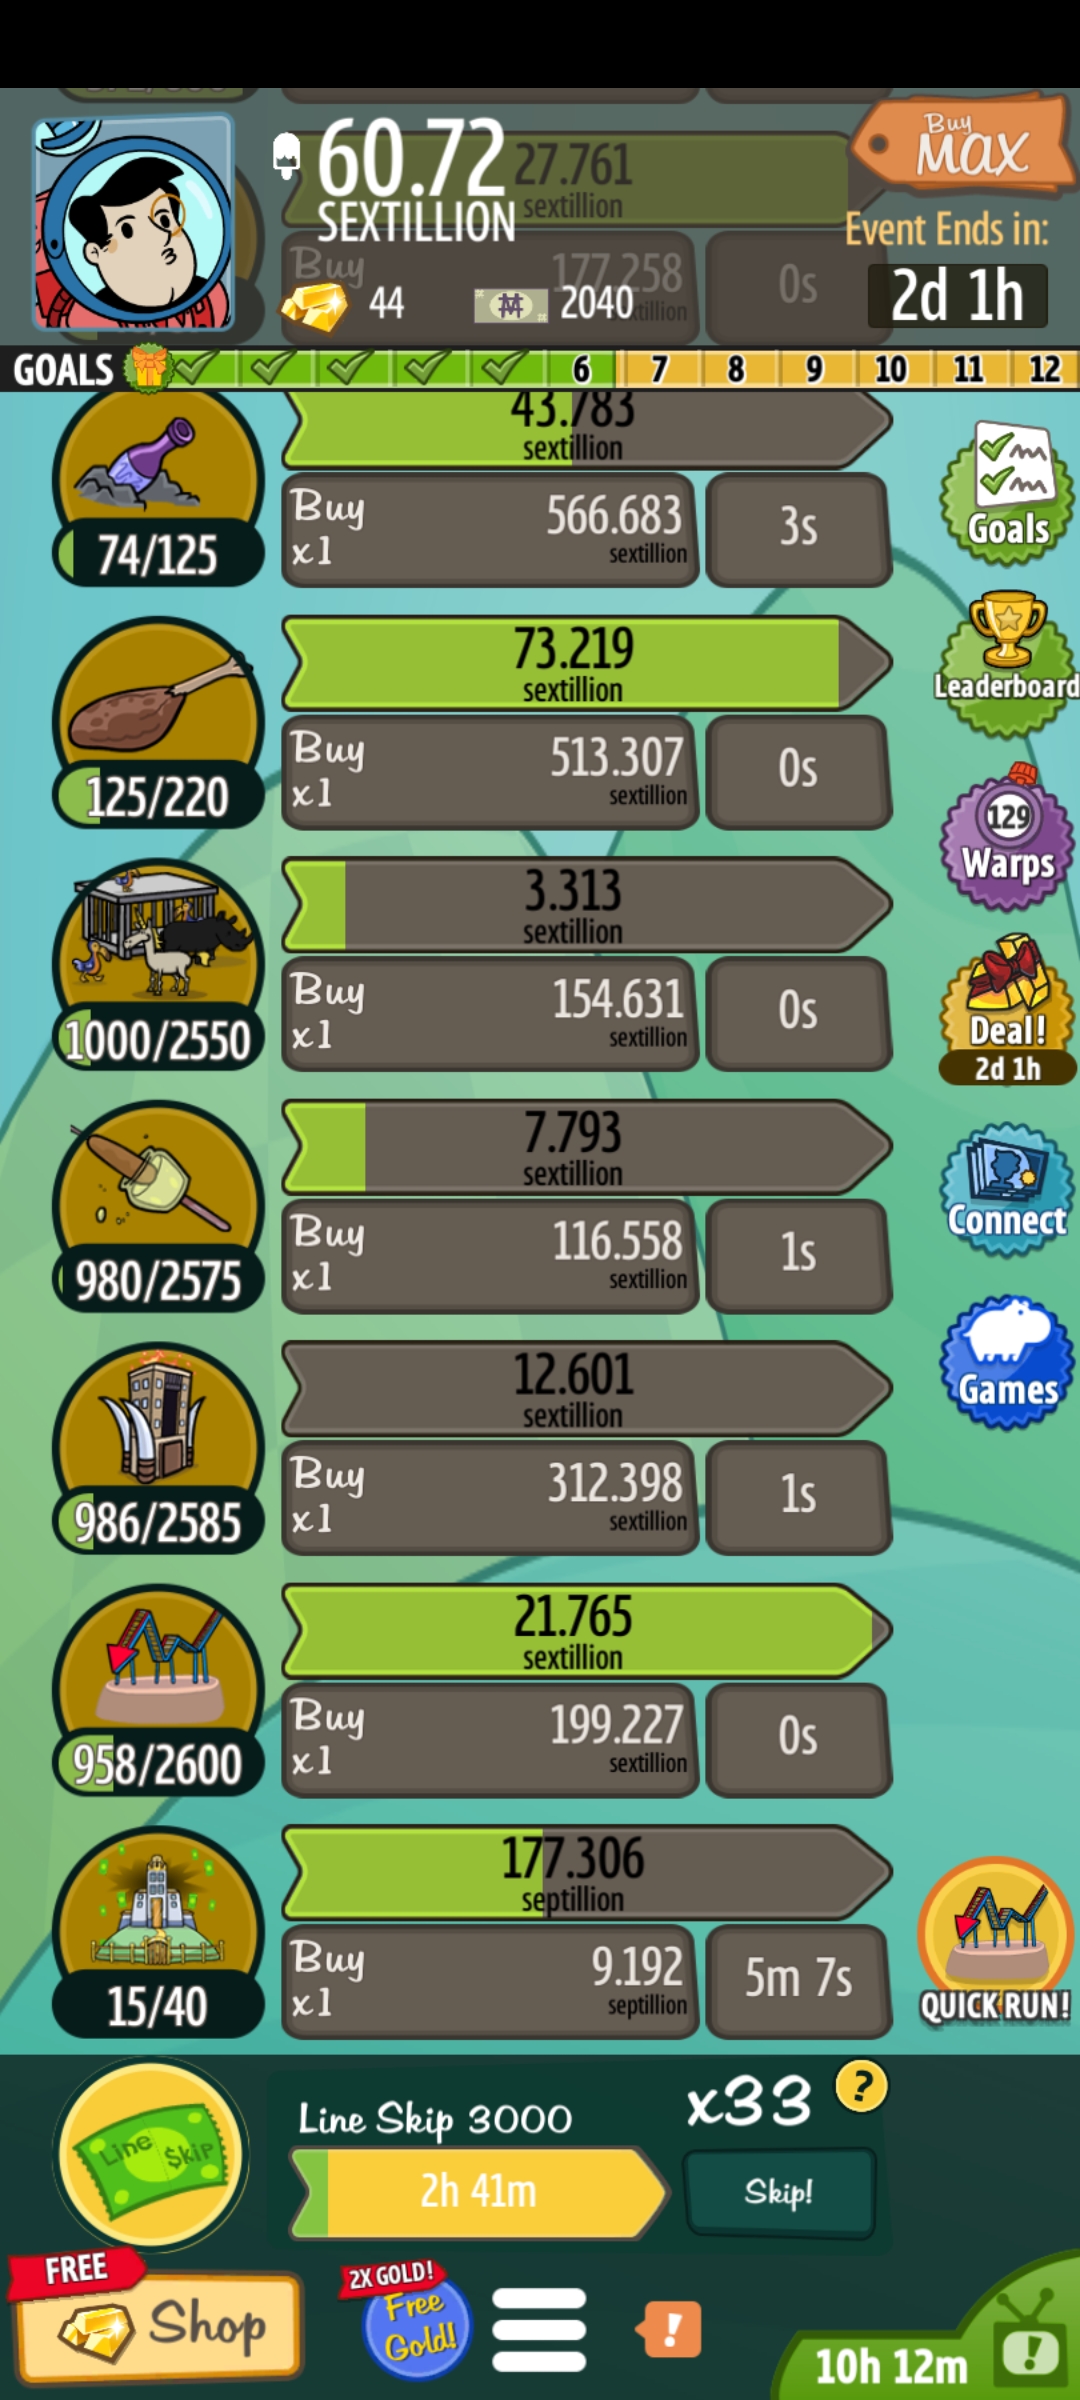 60.72
27.761
SEXTILLION
sextillion
Buy
MAX
Event Ends in:
2d 1h
Buy
177.258
0s
44
2040
GOALS
6
7
8
9
10
11
12
43.783
sextillion
Buy
x1
566.683
sextillion
3s
74/125
Goals
73.219
sextillion
Buy
x1
513.307
sextillion
0s
125/220
Leaderboard
3.313
sextillion
Buy
x1
154.631
sextillion
0s
1000/2550
129
Warps
Deal!
2d 1h
7.793
sextillion
Buy
x1
116.558
sextillion
1s
980/2575
Connect
12.601
sextillion
Buy
x1
312.398
sextillion
1s
986/2585
Games
21.765
sextillion
Buy
x1
199.227
sextillion
0s
958/2600
177.306
septillion
Buy
x1
9.192
septillion
5m 7s
15/40
QUICK RUN!
Line $kip
Line Skip 3000
x33
?
2h 41m
Skip!
FREE
Shop
2X GOLD!
Free
Gold!
!
10h 12m
!